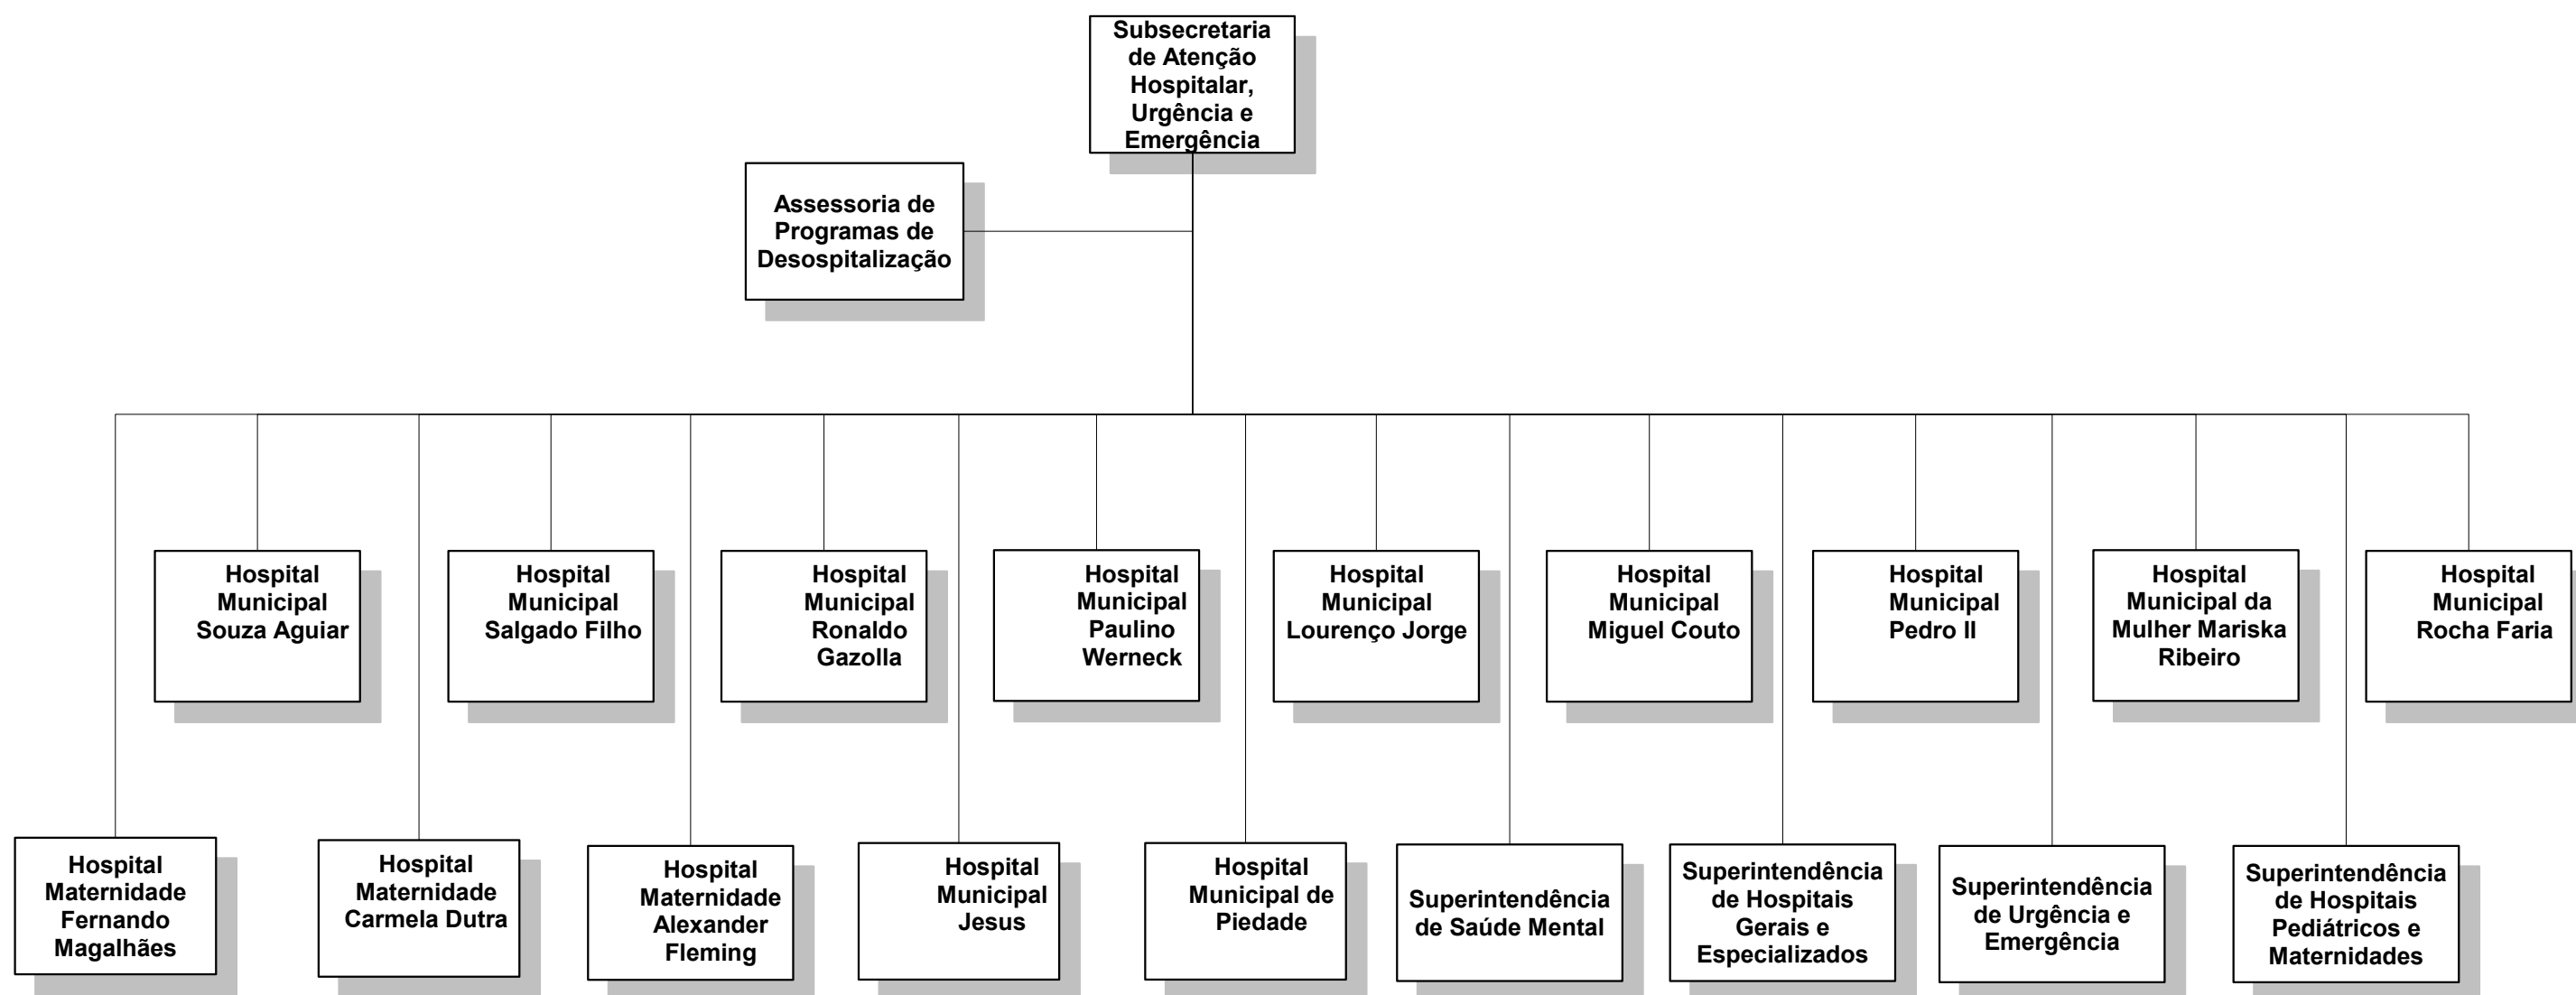 Subsecretaria
de Atenção
Hospitalar,
Urgência e
Emergência
Assessoria de
Programas de
Desospitalização
Hospital
Municipal
Souza Aguiar
Hospital
Municipal
Salgado Filho
Hospital
Municipal
Ronaldo
Gazolla
Hospital
Municipal
Paulino
Werneck
Hospital
Municipal
Lourenço Jorge
Hospital
Municipal
Miguel Couto
Hospital
Municipal
Pedro II
Hospital
Municipal da
Mulher Mariska
Ribeiro
Hospital
Municipal
Rocha Faria
Hospital
Maternidade
Fernando
Magalhães
Hospital
Maternidade
Carmela Dutra
Hospital
Maternidade
Alexander
Fleming
Hospital
Municipal
Jesus
Hospital
Municipal de
Piedade
Superintendência
de Saúde Mental
Superintendência
de Hospitais
Gerais e
Especializados
Superintendência
de Urgência e
Emergência
Superintendência
de Hospitais
Pediátricos e
Maternidades